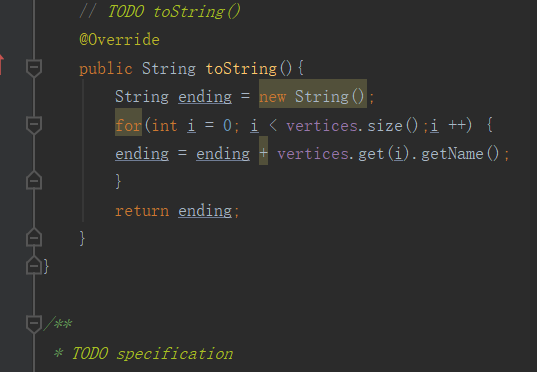 // TODO toString()
@Override
public String toString(){
String ending = new String();
for(int i = 0; i < vertices.size();i ++) {
ending = ending + vertices.get(i).getName();
}
return ending;
}
}
/**
* TODO specification